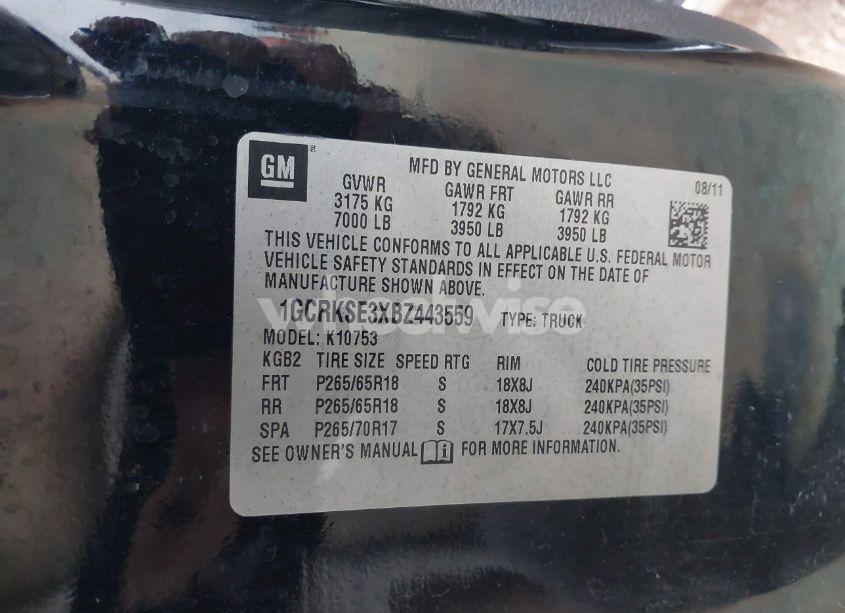 GM
MFD BY GENERAL MOTORS LLC
08/11
GVWR GAWR FRT GAWR RR
3175 KG 1792 KG 1792 KG
7000 LB 3950 LB 3950 LB
THIS VEHICLE CONFORMS TO ALL APPLICABLE U.S. FEDERAL MOTOR
VEHICLE SAFETY STANDARDS IN EFFECT ON THE DATE OF
MANUFACTURE SHOWN ABOVE.
1GCRKSE3XBZ443559 TYPE: TRUCK
MODEL: K10753
KGB2 TIRE SIZE SPEED RTG RIM COLD TIRE PRESSURE
FRT P265/65R18 S 18X8J 240KPA(35PSI)
RR P265/65R18 S 18X8J 240KPA(35PSI)
SPA P265/70R17 S 17X7.5J 240KPA(35PSI)
SEE OWNER'S MANUAL FOR MORE INFORMATION.